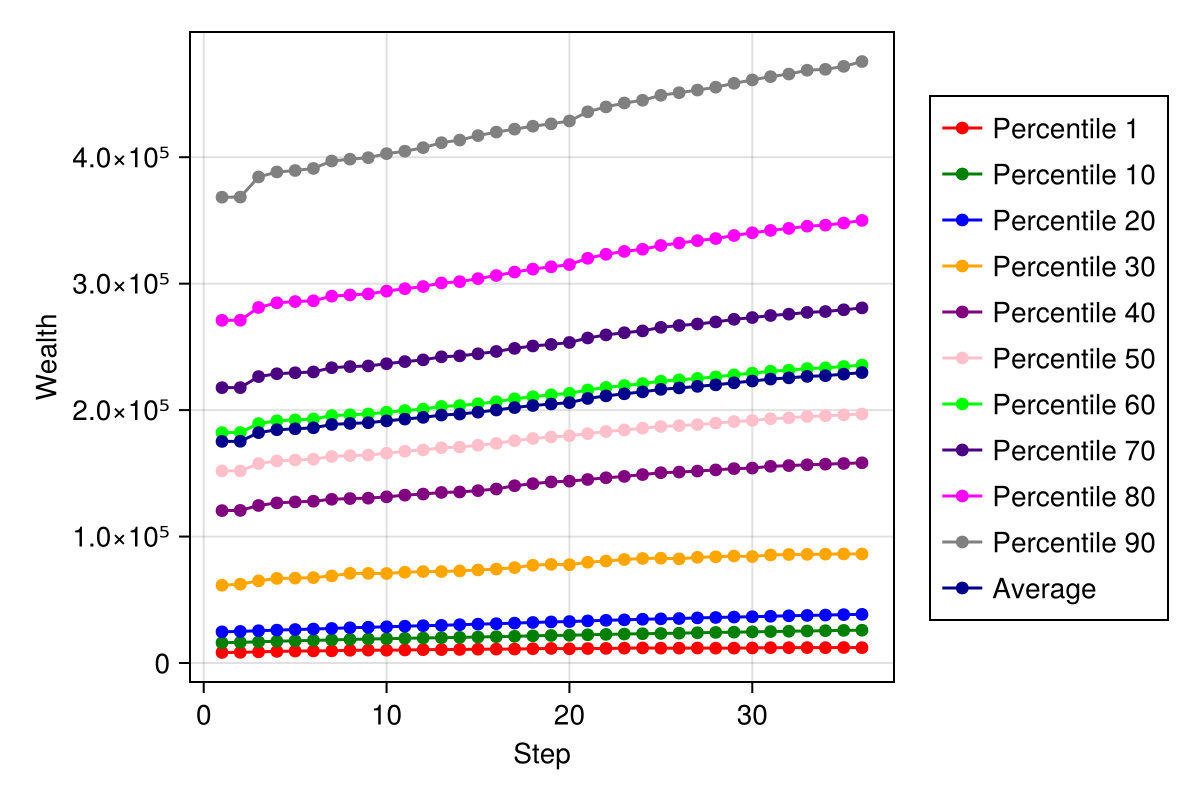 4.0×10⁵
3.0×10⁵
2.0×10⁵
1.0×10⁵
0
Wealth
0 10 20 30
Step
Percentile 1
Percentile 10
Percentile 20
Percentile 30
Percentile 40
Percentile 50
Percentile 60
Percentile 70
Percentile 80
Percentile 90
Average